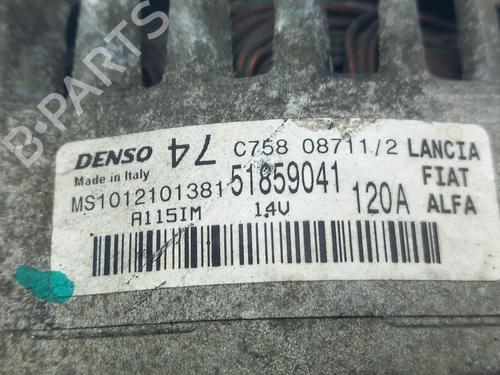 B-PARTS
DENSO 74 C758 08711/2 LANCIA
Made in Italy
MS1012101381 51859041 FIAT
A115IM 14V 120A ALFA